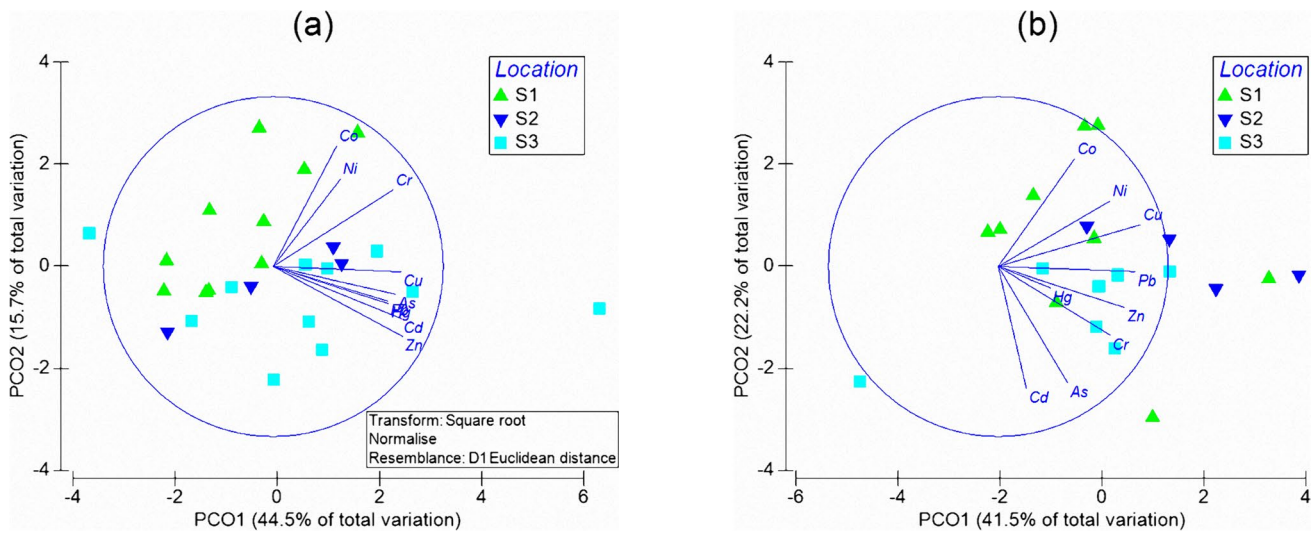 (a)
Location
S1
S2
S3
4
2
0
-2
-4
PCO2 (15.7% of total variation)
Co
Ni
Cr
Cu
As
Hg
Cd
Zn
Transform: Square root
Normalise
Resemblance: D1 Euclidean distance
-4
-2
0
2
4
6
PCO1 (44.5% of total variation)
(b)
Location
S1
S2
S3
4
2
0
-2
-4
PCO2 (22.2% of total variation)
Co
Ni
Cu
Pb
Hg
Zn
Cr
Cd
As
-6
-4
-2
0
2
4
PCO1 (41.5% of total variation)